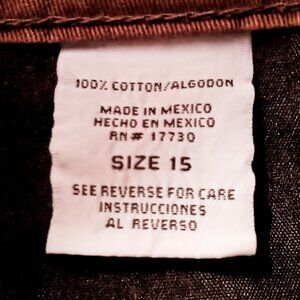 100% COTTON/ALGODON
MADE IN MEXICO
HECHO EN MEXICO
RN# 17730
SIZE 15
SEE REVERSE FOR CARE
INSTRUCCIONES
AL REVERSO